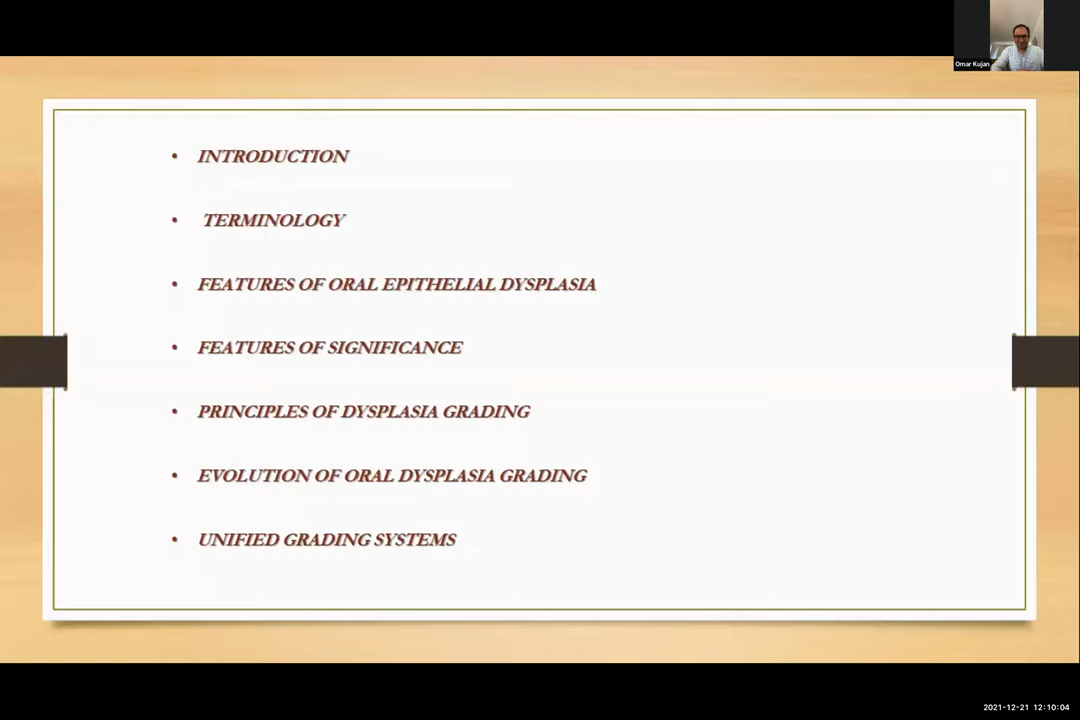 Omar Kujan
• INTRODUCTION
• TERMINOLOGY
• FEATURES OF ORAL EPITHELIAL DYSPLASIA
• FEATURES OF SIGNIFICANCE
• PRINCIPLES OF DYSPLASIA GRADING
• EVOLUTION OF ORAL DYSPLASIA GRADING
• UNIFIED GRADING SYSTEMS
2021-12-21 12:10:04